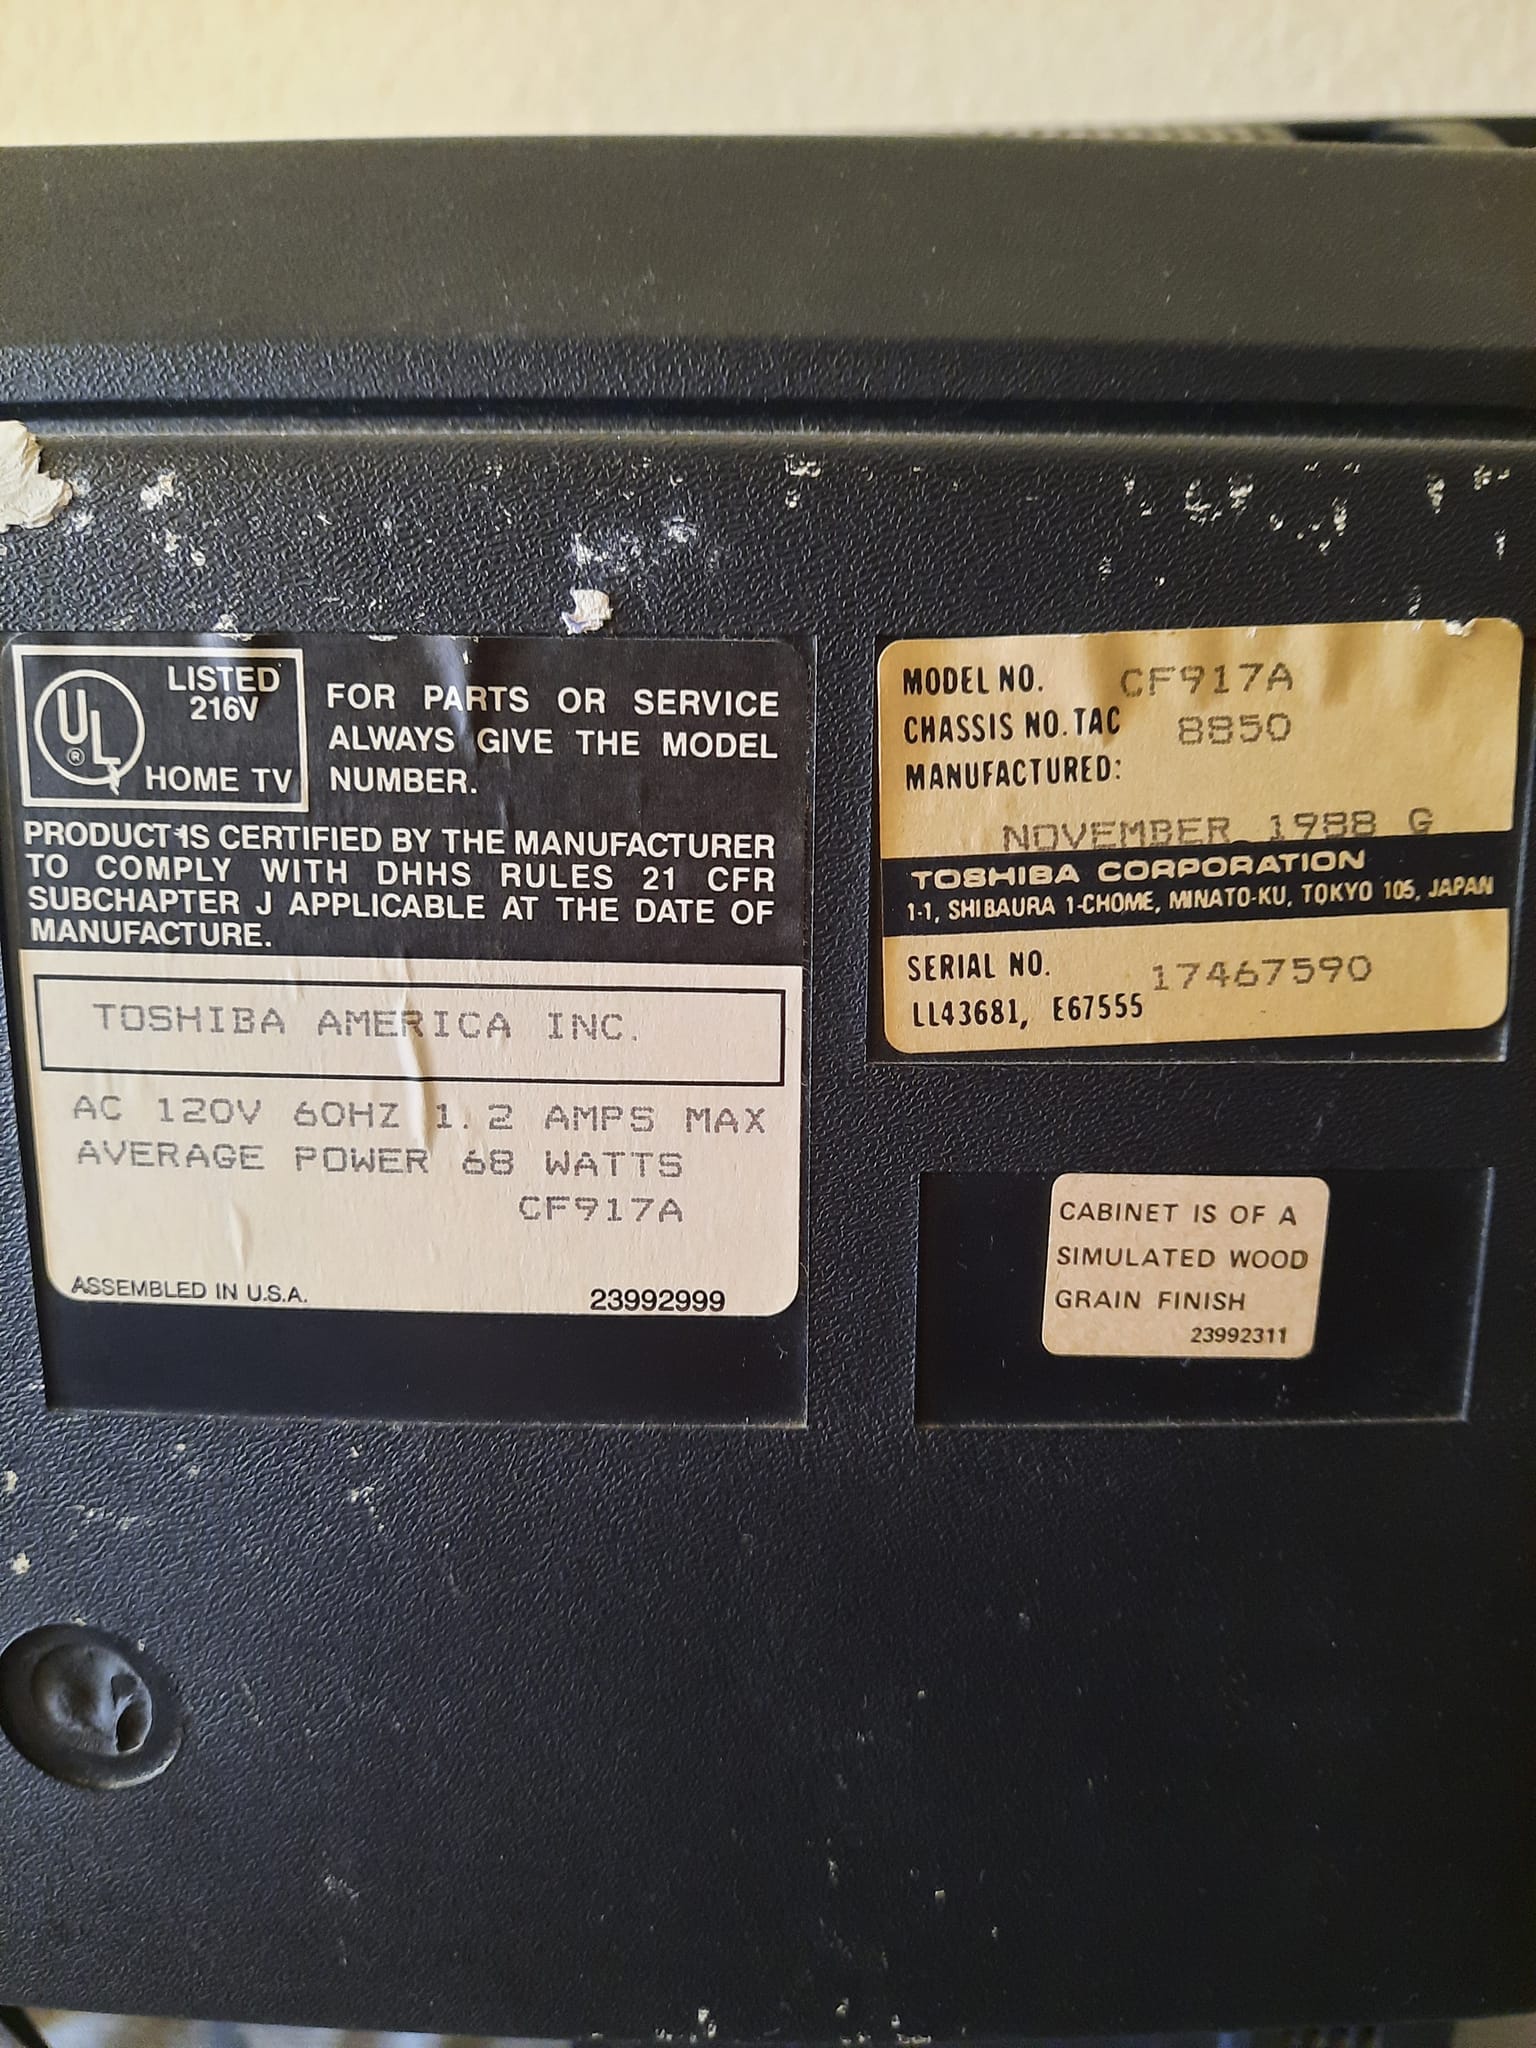 UL
®
LISTED
216V
HOME TV
FOR PARTS OR SERVICE
ALWAYS GIVE THE MODEL
NUMBER.
PRODUCT IS CERTIFIED BY THE MANUFACTURER
TO COMPLY WITH DHHS RULES 21 CFR
SUBCHAPTER J APPLICABLE AT THE DATE OF
MANUFACTURE.
TOSHIBA AMERICA INC.
AC 120V 60HZ 1.2 AMPS MAX
AVERAGE POWER 68 WATTS
CF917A
ASSEMBLED IN U.S.A. 23992999
MODEL NO. CF917A
CHASSIS NO. TAC 8850
MANUFACTURED:
NOVEMBER 1988 G
TOSHIBA CORPORATION
1-1, SHIBAURA 1-CHOME, MINATO-KU, TOKYO 105, JAPAN
SERIAL NO. 17467590
LL43681, E67555
CABINET IS OF A
SIMULATED WOOD
GRAIN FINISH
23992311